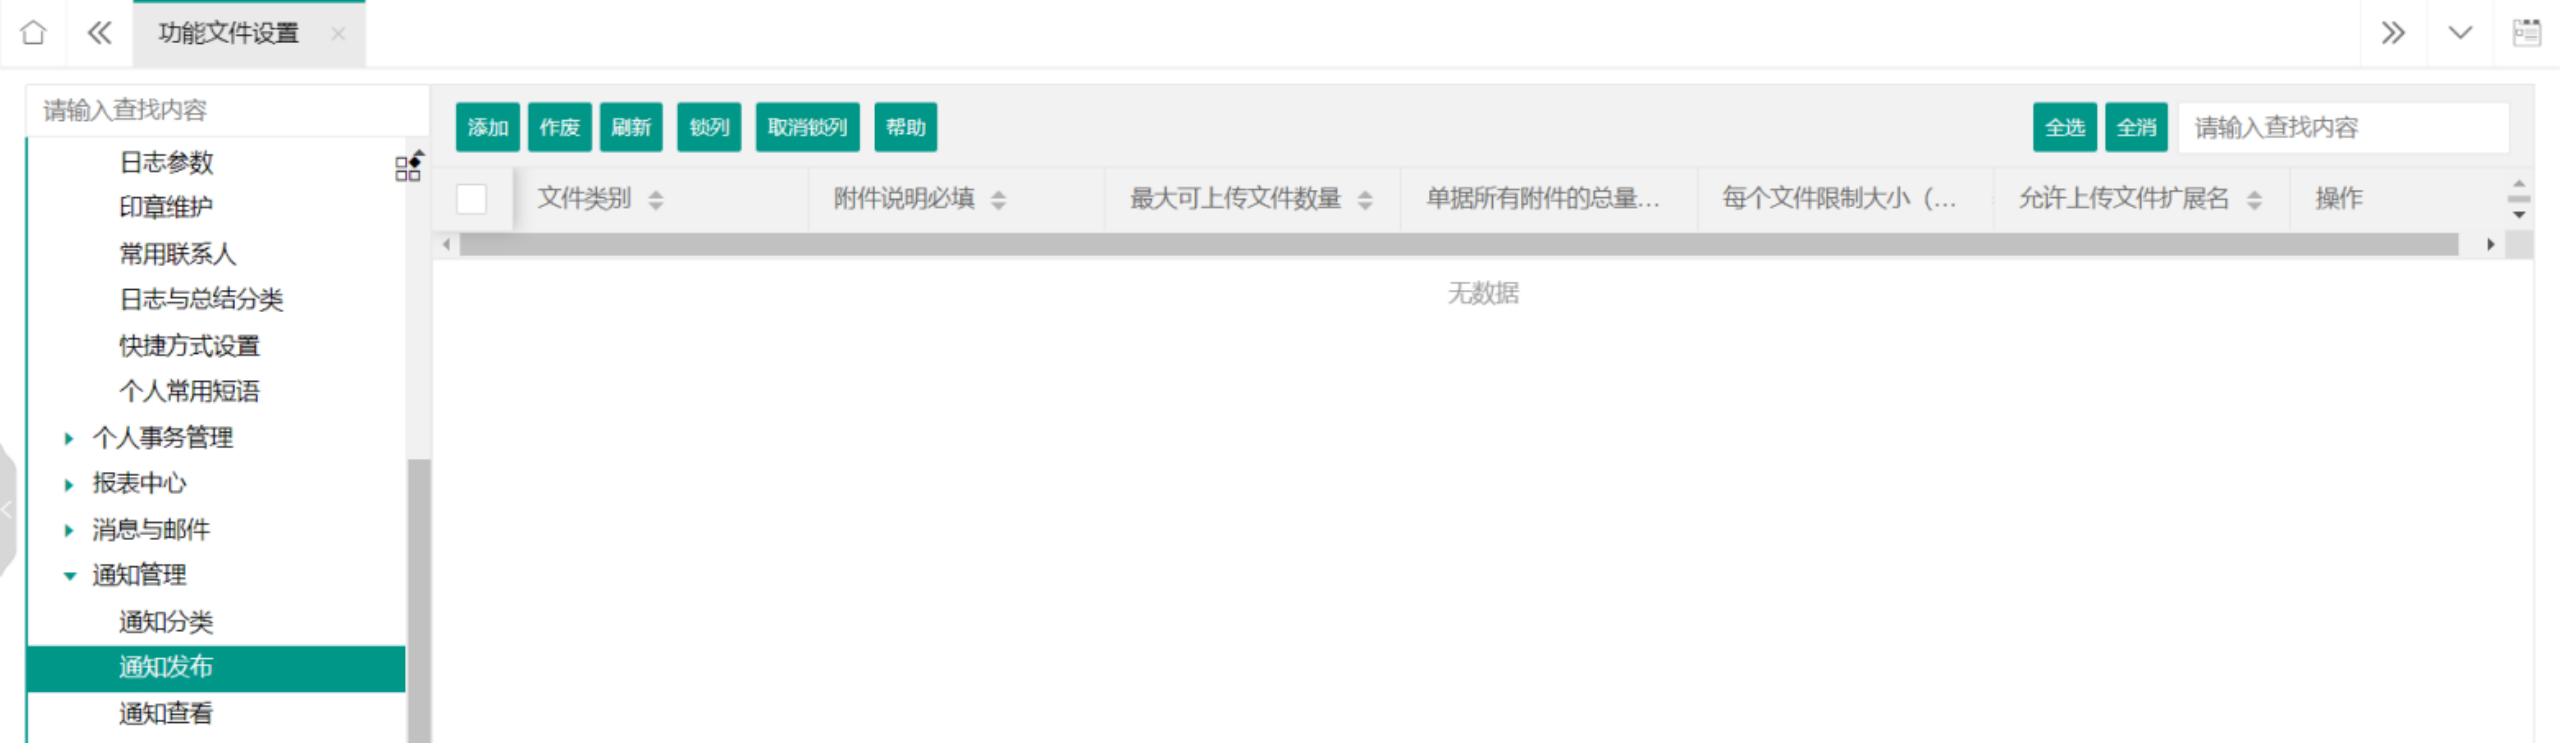 功能文件设置
请输入查找内容
日志参数
印章维护
常用联系人
日志与总结分类
快捷方式设置
个人常用短语
个人事务管理
报表中心
消息与邮件
通知管理
通知分类
通知发布
通知查看
添加 作废 刷新 锁列 取消锁列 帮助 全选 全消 请输入查找内容
文件类别 附件说明必填 最大可上传文件数量 单据所有附件的总量... 每个文件限制大小（... 允许上传文件扩展名 操作
无数据